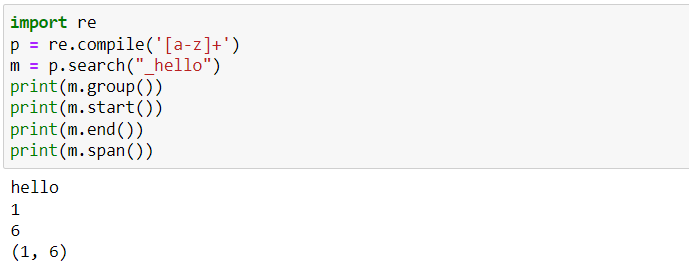 import re
p = re.compile('[a-z]+')
m = p.search("_hello")
print(m.group())
print(m.start())
print(m.end())
print(m.span())
hello
1
6
(1, 6)